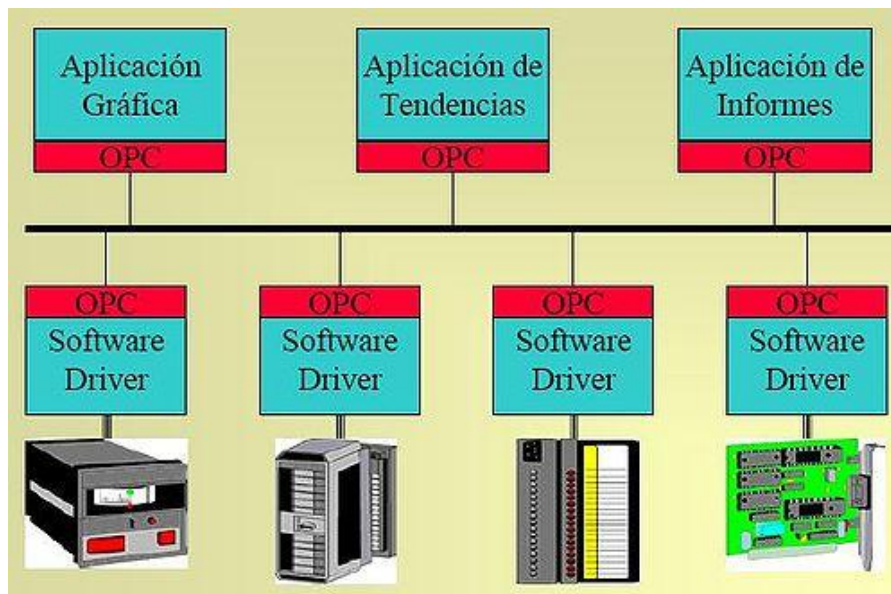 Aplicación
Gráfica
OPC
Aplicación de
Tendencias
OPC
Aplicación de
Informes
OPC
OPC
Software
Driver
OPC
Software
Driver
OPC
Software
Driver
OPC
Software
Driver